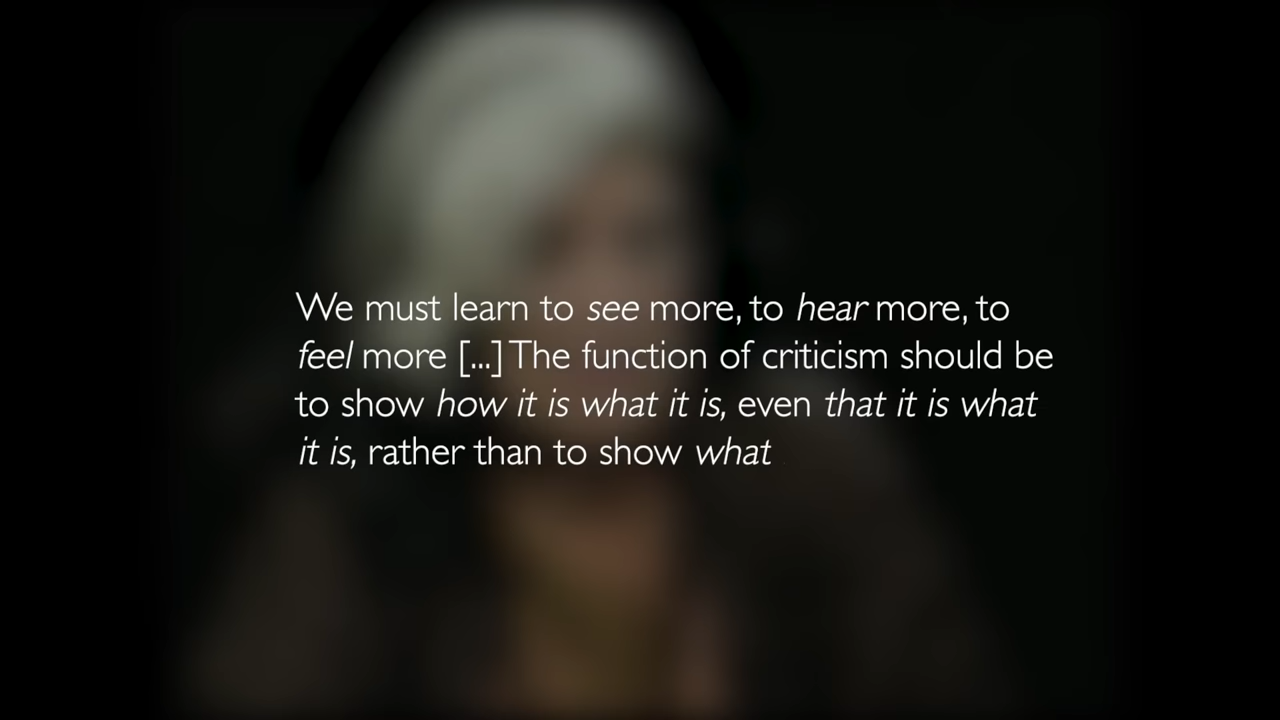 We must learn to see more, to hear more, to
feel more [...] The function of criticism should be
to show how it is what it is, even that it is what
it is, rather than to show what